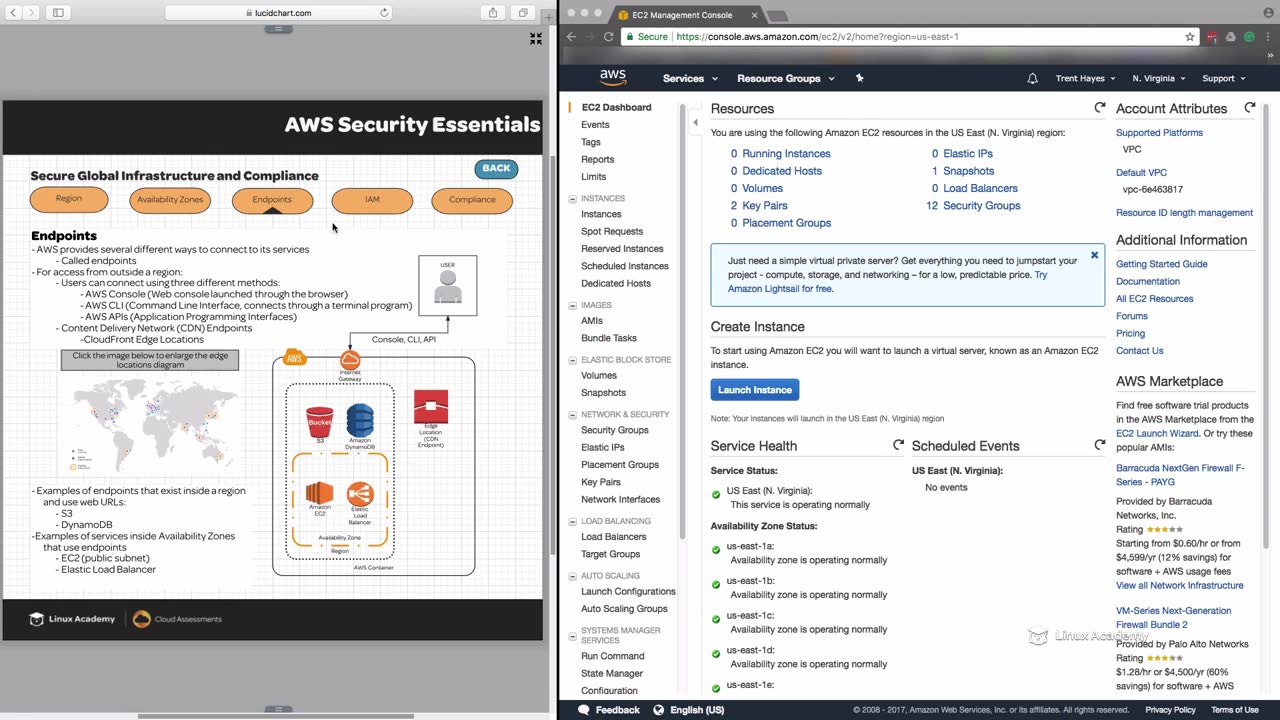 lucidchart.com
AWS Security Essentials
BACK
Secure Global Infrastructure and Compliance
Region
Availability Zones
Endpoints
IAM
Compliance
Endpoints
- AWS provides several different ways to connect to its services
- Called endpoints
- For access from outside a region:
- Users can connect using three different methods:
- AWS Console (Web console launched through the browser)
- AWS CLI (Command Line Interface, connects through a terminal program)
- AWS APIs (Application Programming Interfaces)
- Content Delivery Network (CDN) Endpoints
-CloudFront Edge Locations
Click the image below to enlarge the edge
locations diagram
- Examples of endpoints that exist inside a region
and use web URLs:
- S3
- DynamoDB
-Examples of services inside Availability Zones
that use endpoints
- EC2 (public subnet)
- Elastic Load Balancer
USER
Console, CLI, API
AWS
Internet
Gateway
Bucket
S3
Amazon
DynamoDB
Edge
Location
(CDN
Endpoint)
Amazon
EC2
Elastic
Load
Balancer
Availability Zone
Region
AWS Container
Linux Academy
Cloud Assessments
EC2 Management Console
Secure
https://console.aws.amazon.com/ec2/v2/home?region=us-east-1
aws
Services
Resource Groups
Trent Hayes
N. Virginia
Support
EC2 Dashboard
Events
Tags
Reports
Limits
INSTANCES
Instances
Spot Requests
Reserved Instances
Scheduled Instances
Dedicated Hosts
IMAGES
AMIs
Bundle Tasks
ELASTIC BLOCK STORE
Volumes
Snapshots
NETWORK & SECURITY
Security Groups
Elastic IPs
Placement Groups
Key Pairs
Network Interfaces
LOAD BALANCING
Load Balancers
Target Groups
AUTO SCALING
Launch Configurations
Auto Scaling Groups
SYSTEMS MANAGER
SERVICES
Run Command
State Manager
Configuration
Resources
You are using the following Amazon EC2 resources in the US East (N. Virginia) region:
0 Running Instances
0 Elastic IPs
0 Dedicated Hosts
1 Snapshots
0 Volumes
0 Load Balancers
2 Key Pairs
12 Security Groups
0 Placement Groups
Just need a simple virtual private server? Get everything you need to jumpstart your
project - compute, storage, and networking – for a low, predictable price. Try
Amazon Lightsail for free.
Create Instance
To start using Amazon EC2 you will want to launch a virtual server, known as an Amazon EC2
instance.
Launch Instance
Note: Your instances will launch in the US East (N. Virginia) region
Service Health
Service Status:
US East (N. Virginia):
This service is operating normally
Availability Zone Status:
us-east-1a:
Availability zone is operating normally
us-east-1b:
Availability zone is operating normally
us-east-1c:
Availability zone is operating normally
us-east-1d:
Availability zone is operating normally
us-east-1e:
Scheduled Events
US East (N. Virginia):
No events
Account Attributes
Supported Platforms
VPC
Default VPC
vpc-6e463817
Resource ID length management
Additional Information
Getting Started Guide
Documentation
All EC2 Resources
Forums
Pricing
Contact Us
AWS Marketplace
Find free software trial products
in the AWS Marketplace from the
EC2 Launch Wizard. Or try these
popular AMIs:
Barracuda NextGen Firewall F-
Series - PAYG
Provided by Barracuda
Networks, Inc.
Rating
Starting from $0.60/hr or from
$4,599/yr (12% savings) for
software + AWS usage fees
View all Network Infrastructure
VM-Series Next-Generation
Firewall Bundle 2
Provided by Palo Alto Networks
Rating
$1.28/hr or $4,500/yr (60%
savings) for software + AWS
Linux Academy
Feedback
English (US)
© 2008 - 2017, Amazon Web Services, Inc. or its affiliates. All rights reserved.
Privacy Policy
Terms of Use